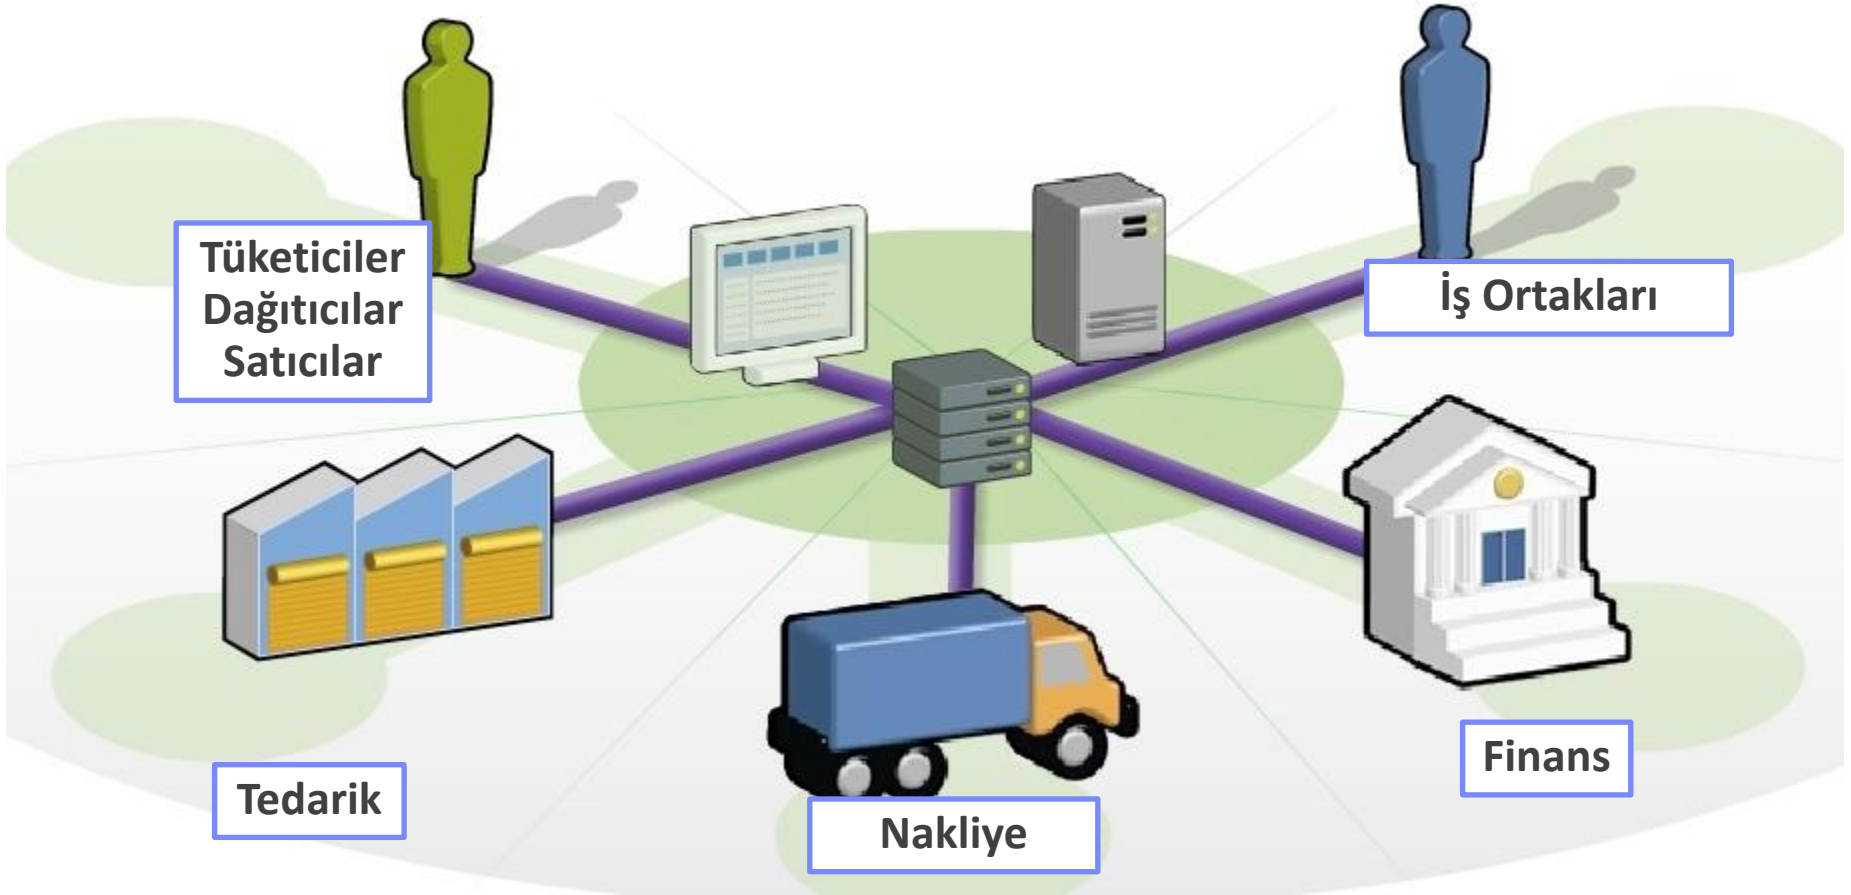 Tüketiciler
Dağıtıcılar
Satıcılar
İş Ortakları
Tedarik
Nakliye
Finans